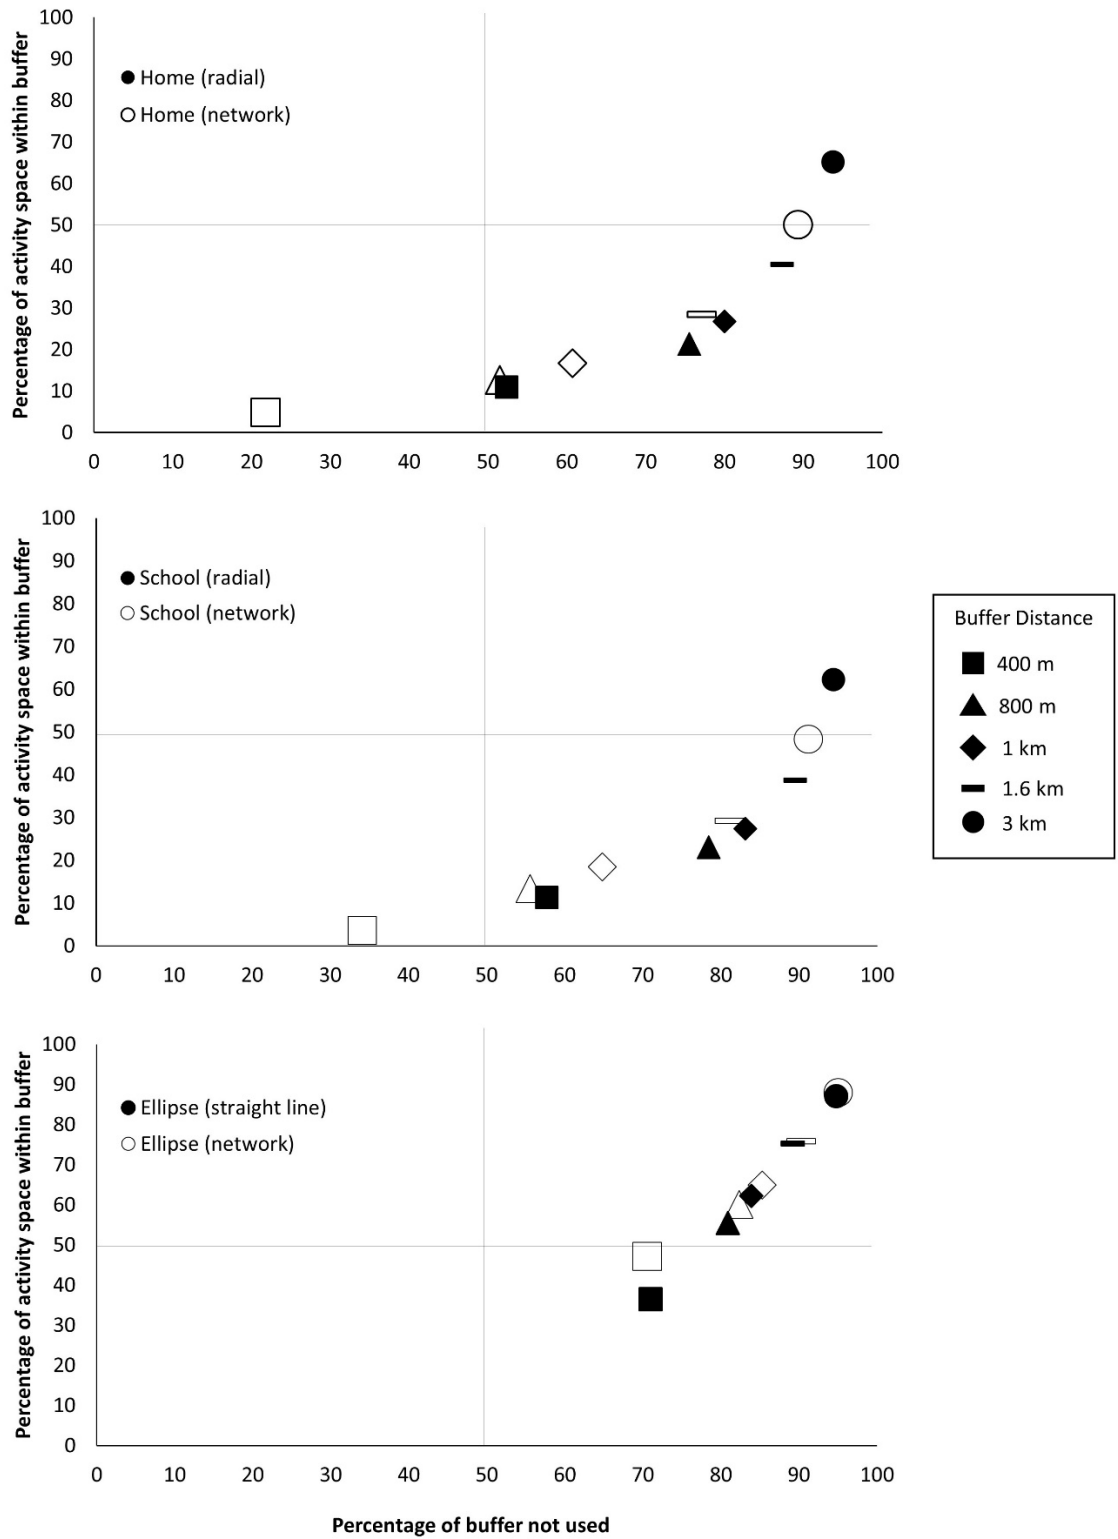 Percentage of activity space within buffer
100
90
80
70
60
50
40
30
20
10
0
Home (radial)
Home (network)
0 10 20 30 40 50 60 70 80 90 100
Percentage of activity space within buffer
100
90
80
70
60
50
40
30
20
10
0
School (radial)
School (network)
0 10 20 30 40 50 60 70 80 90 100
Buffer Distance
400 m
800 m
1 km
1.6 km
3 km
Percentage of activity space within buffer
100
90
80
70
60
50
40
30
20
10
0
Ellipse (straight line)
Ellipse (network)
0 10 20 30 40 50 60 70 80 90 100
Percentage of buffer not used